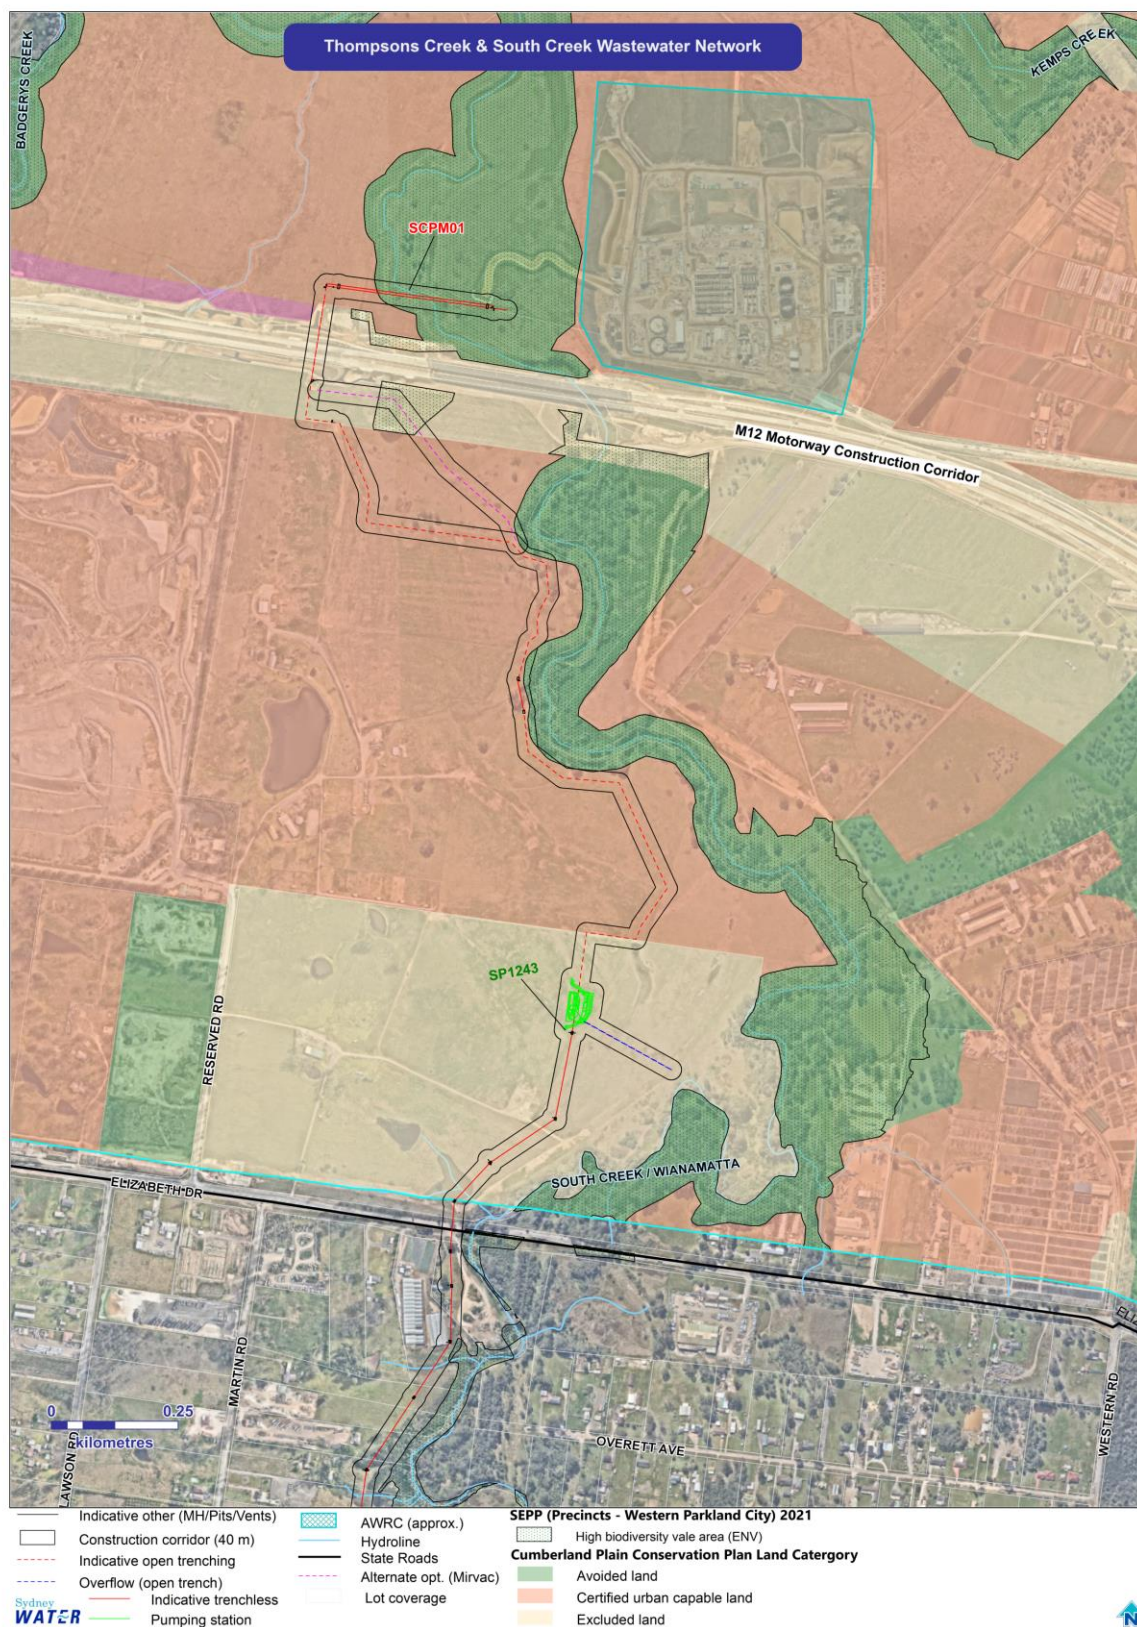 Thompsons Creek & South Creek Wastewater Network
BADGERYS CREEK
KEMPS CREEK
SCPM01
M12 Motorway Construction Corridor
SP1243
RESERVED RD
SOUTH CREEK / WIANAMATTA
ELIZABETH DR
ELIZ
MARTIN RD
WESTERN RD
0 0.25
kilometres
LAWSON RD
OVERETT AVE
Indicative other (MH/Pits/Vents)
Construction corridor (40 m)
Indicative open trenching
Overflow (open trench)
Indicative trenchless
Pumping station
Sydney
WATER
AWRC (approx.)
Hydroline
State Roads
Alternate opt. (Mirvac)
Lot coverage
SEPP (Precincts - Western Parkland City) 2021
High biodiversity vale area (ENV)
Cumberland Plain Conservation Plan Land Catergory
Avoided land
Certified urban capable land
Excluded land
N